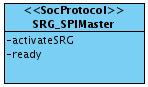 <<SocProtocol>>
SRG_SPIMaster
-activateSRG
-ready